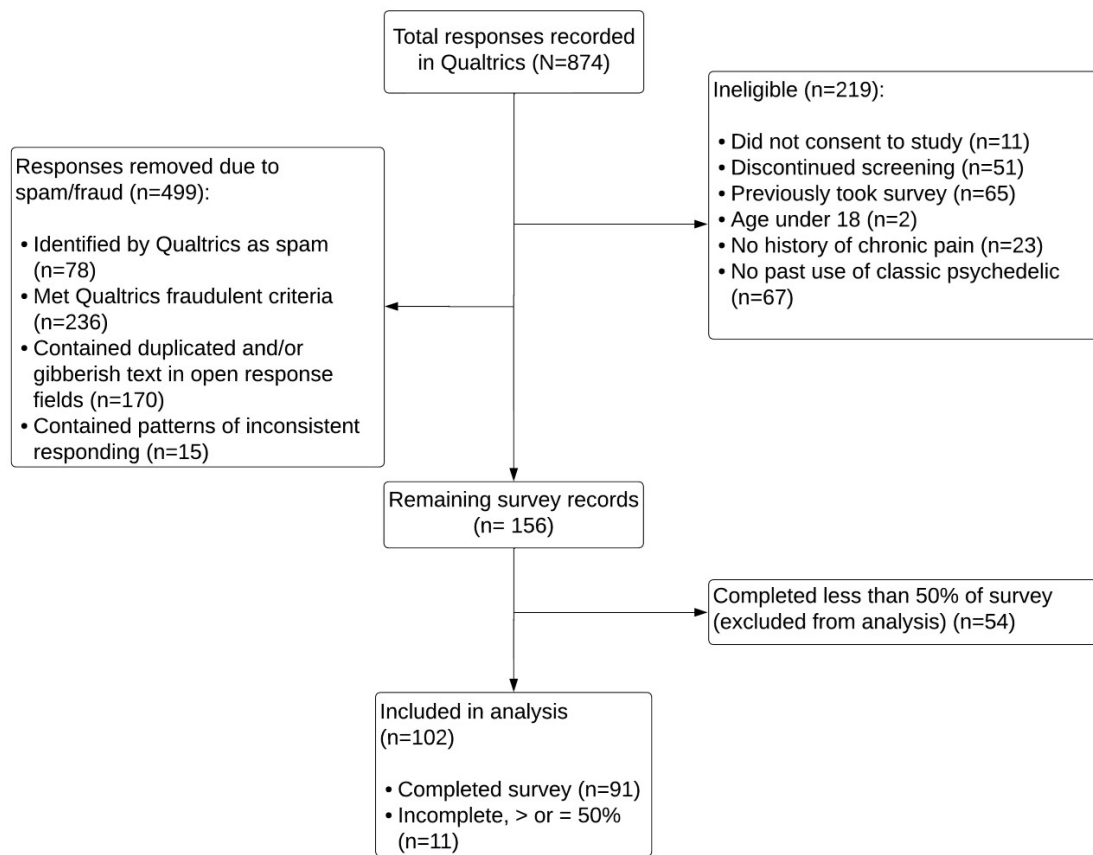 Total responses recorded
in Qualtrics (N=874)
Ineligible (n=219):
• Did not consent to study (n=11)
• Discontinued screening (n=51)
• Previously took survey (n=65)
• Age under 18 (n=2)
• No history of chronic pain (n=23)
• No past use of classic psychedelic
(n=67)
Responses removed due to
spam/fraud (n=499):
• Identified by Qualtrics as spam
(n=78)
• Met Qualtrics fraudulent criteria
(n=236)
• Contained duplicated and/or
gibberish text in open response
fields (n=170)
• Contained patterns of inconsistent
responding (n=15)
Remaining survey records
(n= 156)
Completed less than 50% of survey
(excluded from analysis) (n=54)
Included in analysis
(n=102)
• Completed survey (n=91)
• Incomplete, > or = 50%
(n=11)